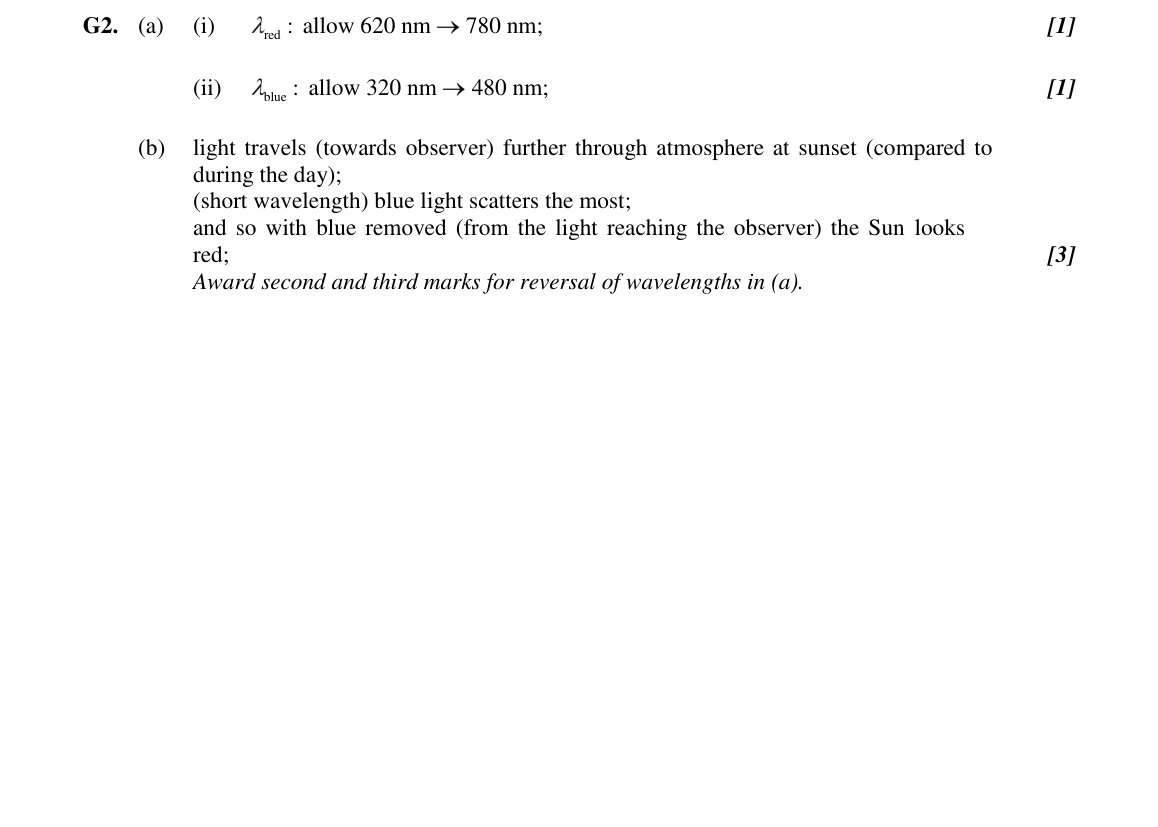 G2. (a) (i) λred : allow 620 nm → 780 nm; [1]
(ii) λblue : allow 320 nm → 480 nm; [1]
(b) light travels (towards observer) further through atmosphere at sunset (compared to
during the day);
(short wavelength) blue light scatters the most;
and so with blue removed (from the light reaching the observer) the Sun looks
red; [3]
Award second and third marks for reversal of wavelengths in (a).